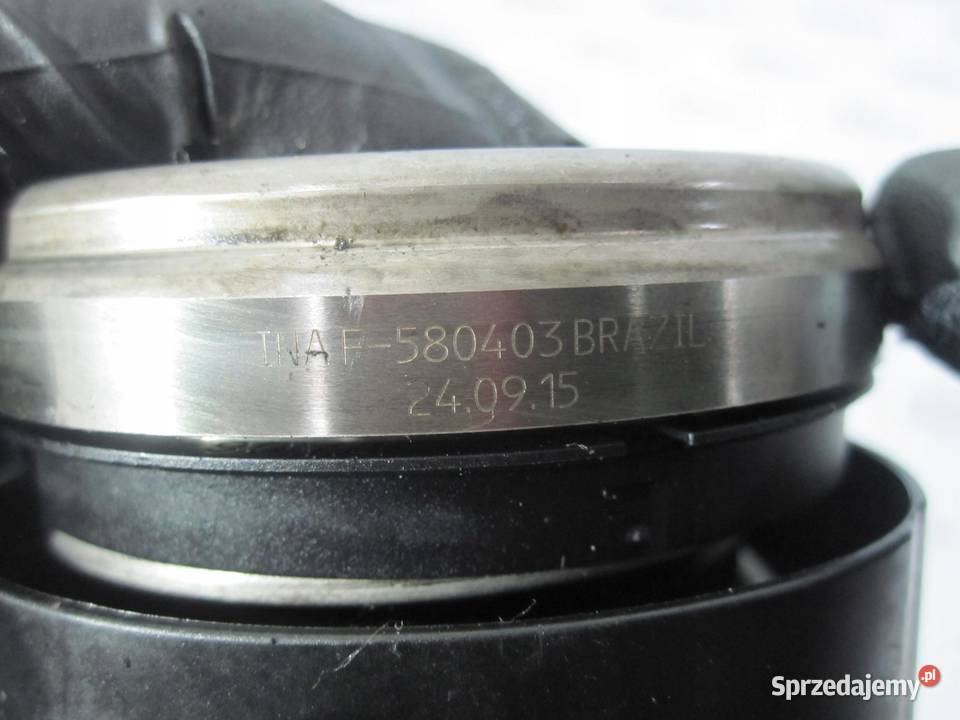 INA F-580403 BRAZIL
24.09.15
Sprzedajemy.pl